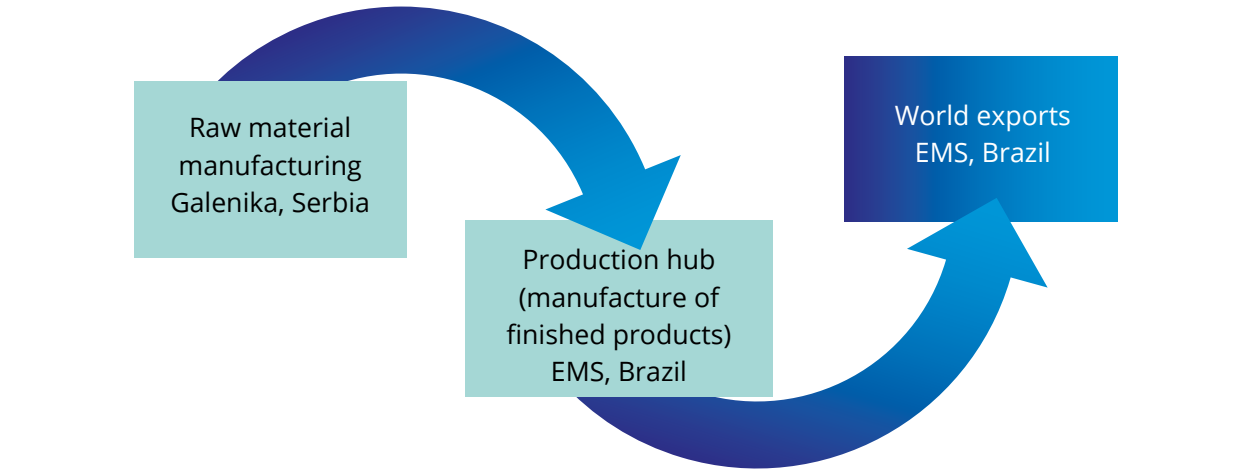 Raw material
manufacturing
Galenika, Serbia
Production hub
(manufacture of
finished products)
EMS, Brazil
World exports
EMS, Brazil